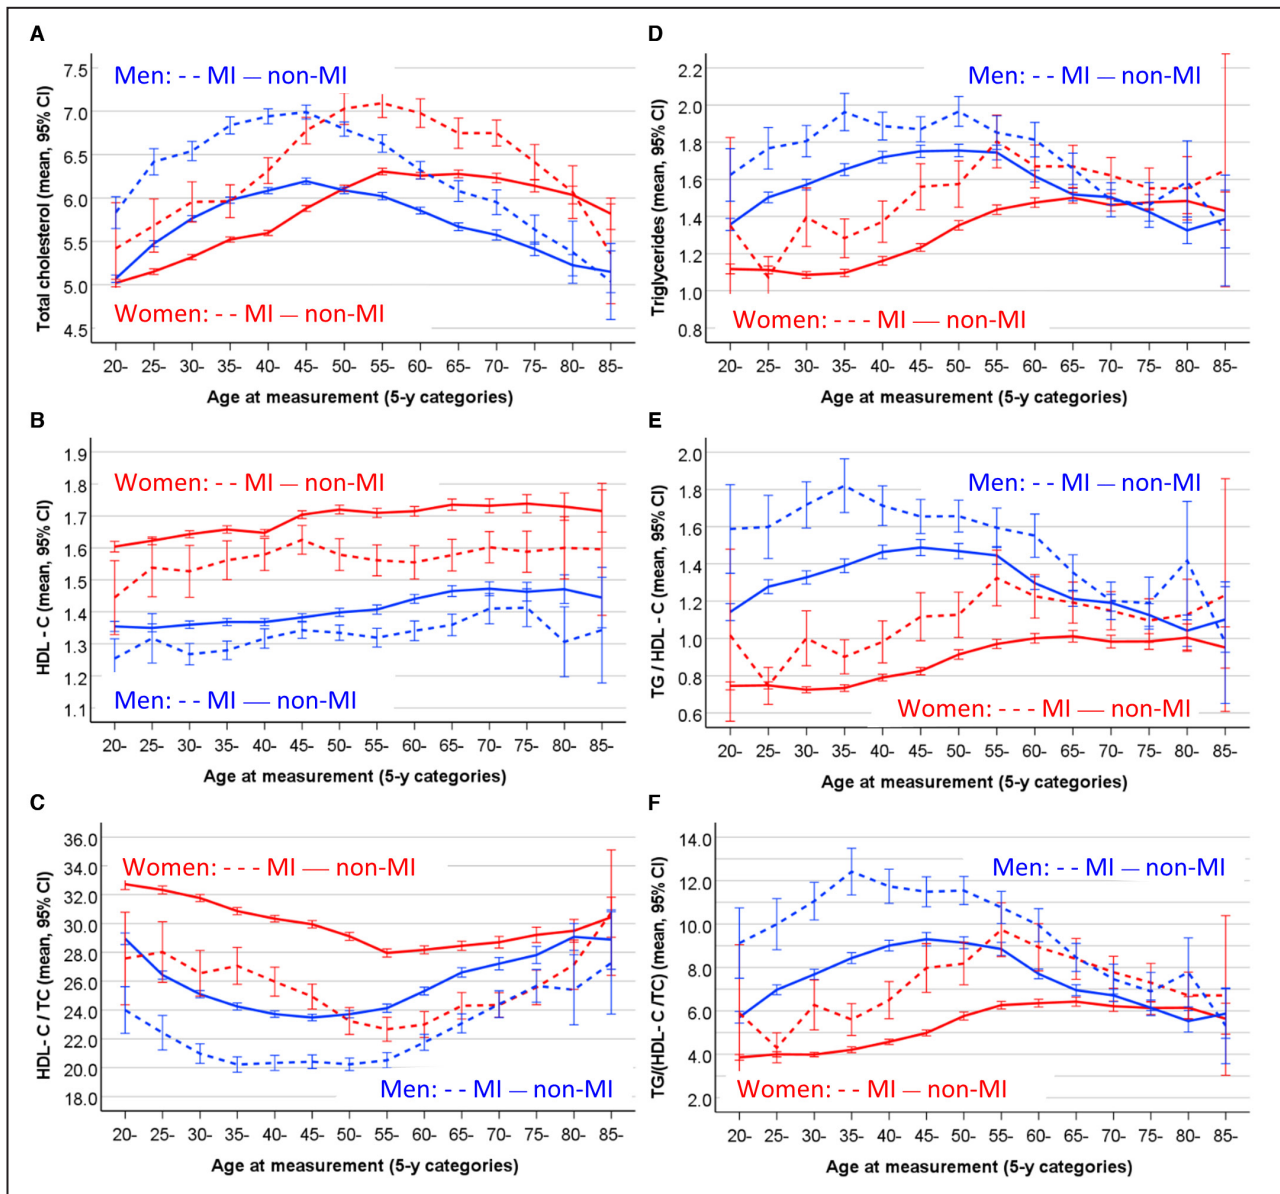 A
Total cholesterol (mean, 95% CI)
7.5
7.0
6.5
6.0
5.5
5.0
4.5
Men: - - MI — non-MI
Women: - - MI — non-MI
20- 25- 30- 35- 40- 45- 50- 55- 60- 65- 70- 75- 80- 85-
Age at measurement (5-y categories)
D
Triglycerides (mean, 95% CI)
2.2
2.0
1.8
1.6
1.4
1.2
1.0
0.8
Men: - - MI — non-MI
Women: - - - MI — non-MI
20- 25- 30- 35- 40- 45- 50- 55- 60- 65- 70- 75- 80- 85-
Age at measurement (5-y categories)
B
HDL - C (mean, 95% CI)
1.9
1.8
1.7
1.6
1.5
1.4
1.3
1.2
1.1
Women: - - MI — non-MI
Men: - - MI — non-MI
20- 25- 30- 35- 40- 45- 50- 55- 60- 65- 70- 75- 80- 85-
Age at measurement (5-y categories)
E
TG / HDL - C (mean, 95% CI)
2.0
1.8
1.6
1.4
1.2
1.0
0.8
0.6
Men: - - MI — non-MI
Women: - - - MI — non-MI
20- 25- 30- 35- 40- 45- 50- 55- 60- 65- 70- 75- 80- 85-
Age at measurement (5-y categories)
C
HDL- C / TC (mean, 95% CI)
36.0
34.0
32.0
30.0
28.0
26.0
24.0
22.0
20.0
18.0
Women: - - - MI — non-MI
Men: - - MI — non-MI
20- 25- 30- 35- 40- 45- 50- 55- 60- 65- 70- 75- 80- 85-
Age at measurement (5-y categories)
F
TG/(HDL- C /TC) (mean, 95% CI)
14.0
12.0
10.0
8.0
6.0
4.0
2.0
Men: - - MI — non-MI
Women: - - MI — non-MI
20- 25- 30- 35- 40- 45- 50- 55- 60- 65- 70- 75- 80- 85-
Age at measurement (5-y categories)